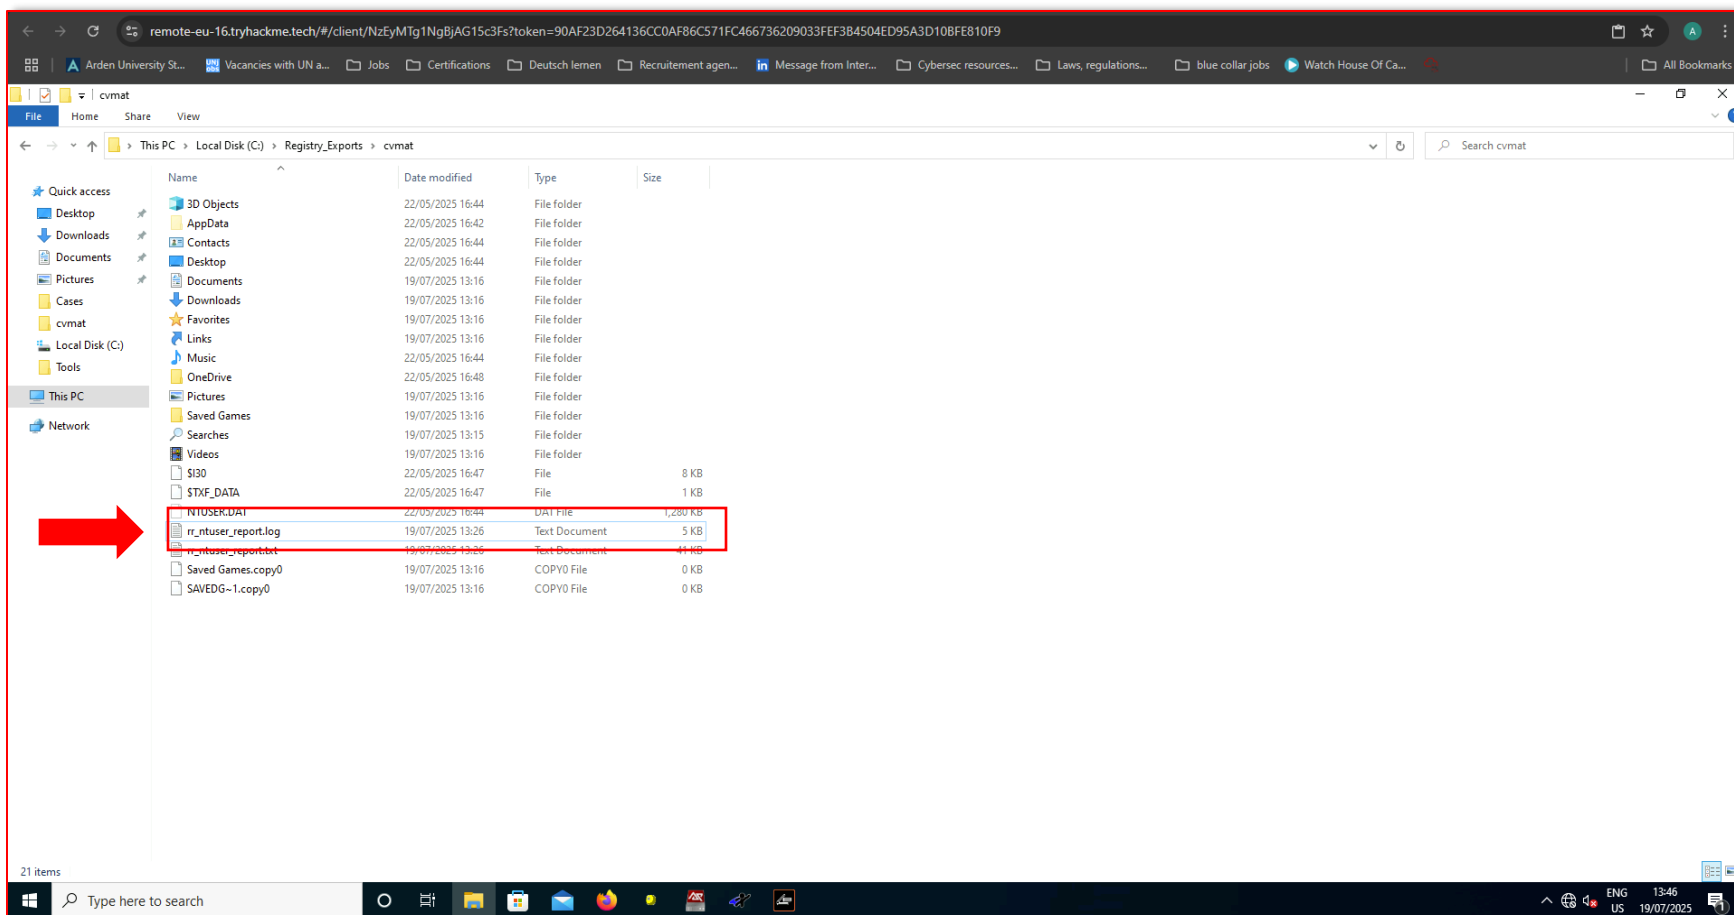 remote-eu-16.tryhackme.tech/#/client/NzEyMTg1NgBjAG15c3Fs?token=90AF23D264136CC0AF86C571FC466736209033FEF3B4504ED95A3D10BFE810F9
A
Arden University St... UNJobs Vacancies with UN a... Jobs Certifications Deutsch lernen Recruitement agen... in Message from Inter... Cybersec resources... Laws, regulations... blue collar jobs Watch House Of Ca... All Bookmarks
cvmat
File Home Share View
This PC > Local Disk (C:) > Registry_Exports > cvmat
Search cvmat
Quick access
Desktop
Downloads
Documents
Pictures
Cases
cvmat
Local Disk (C:)
Tools
This PC
Network
Name Date modified Type Size
3D Objects 22/05/2025 16:44 File folder
AppData 22/05/2025 16:42 File folder
Contacts 22/05/2025 16:44 File folder
Desktop 22/05/2025 16:44 File folder
Documents 19/07/2025 13:16 File folder
Downloads 19/07/2025 13:16 File folder
Favorites 19/07/2025 13:16 File folder
Links 19/07/2025 13:16 File folder
Music 22/05/2025 16:44 File folder
OneDrive 22/05/2025 16:48 File folder
Pictures 19/07/2025 13:16 File folder
Saved Games 19/07/2025 13:16 File folder
Searches 19/07/2025 13:15 File folder
Videos 19/07/2025 13:16 File folder
$I30 22/05/2025 16:47 File 8 KB
$TXF_DATA 22/05/2025 16:47 File 1 KB
NTUSER.DAT 22/05/2025 16:44 DAT File 1,280 KB
rr_ntuser_report.log 19/07/2025 13:26 Text Document 5 KB
rr_ntuser_report.txt 19/07/2025 13:26 Text Document 41 KB
Saved Games.copy0 19/07/2025 13:16 COPY0 File 0 KB
SAVEDG~1.copy0 19/07/2025 13:16 COPY0 File 0 KB
21 items
Type here to search
ENG 13:46
US 19/07/2025
1